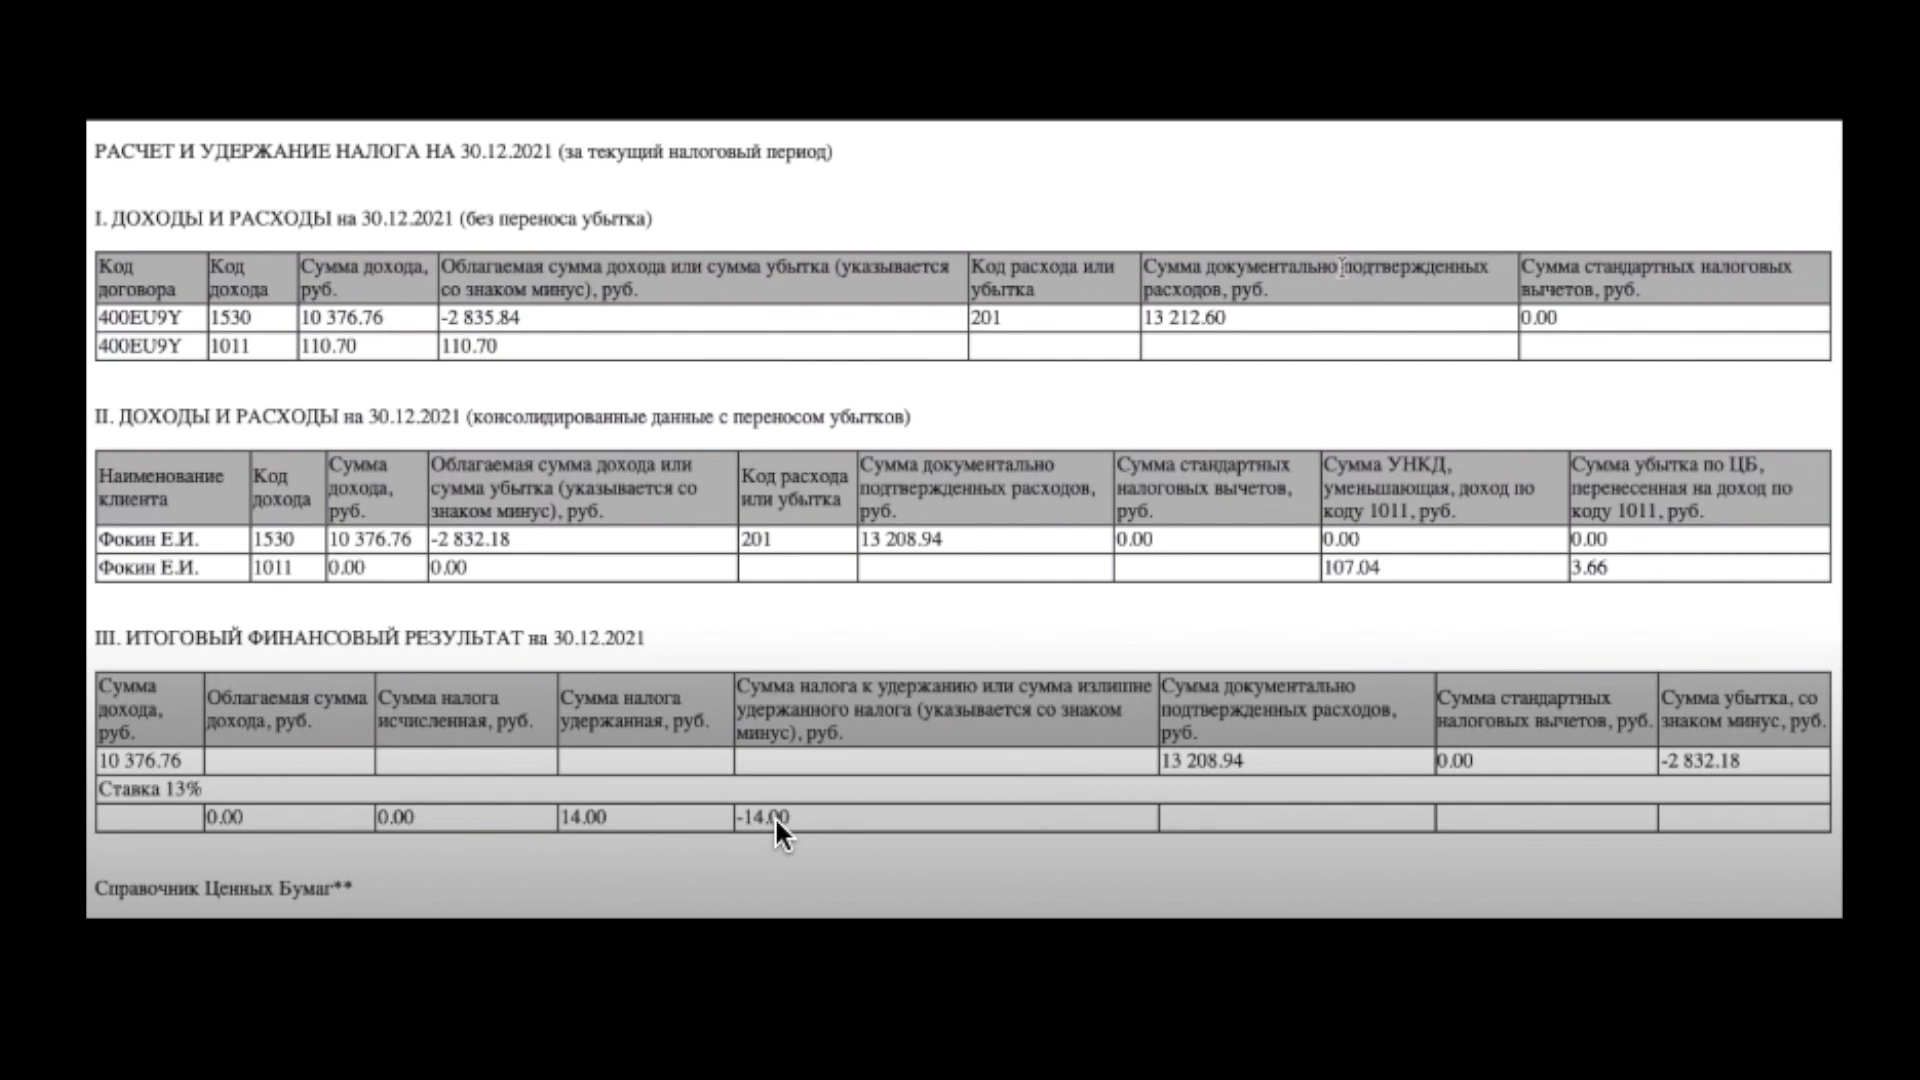 РАСЧЕТ И УДЕРЖАНИЕ НАЛОГА НА 30.12.2021 (за текущий налоговый период)
I. ДОХОДЫ И РАСХОДЫ на 30.12.2021 (без переноса убытка)
Код договора Код дохода Сумма дохода, руб. Облагаемая сумма дохода или сумма убытка (указывается со знаком минус), руб. Код расхода или убытка Сумма документально подтвержденных расходов, руб. Сумма стандартных налоговых вычетов, руб.
400EU9Y 1530 10 376.76 -2 835.84 201 13 212.60 0.00
400EU9Y 1011 110.70 110.70
II. ДОХОДЫ И РАСХОДЫ на 30.12.2021 (консолидированные данные с переносом убытков)
Наименование клиента Код дохода Сумма дохода, руб. Облагаемая сумма дохода или сумма убытка (указывается со знаком минус), руб. Код расхода или убытка Сумма документально подтвержденных расходов, руб. Сумма стандартных налоговых вычетов, руб. Сумма УНКД, уменьшающая, доход по коду 1011, руб. Сумма убытка по ЦБ, перенесенная на доход по коду 1011, руб.
Фокин Е.И. 1530 10 376.76 -2 832.18 201 13 208.94 0.00 0.00 0.00
Фокин Е.И. 1011 0.00 0.00 107.04 3.66
III. ИТОГОВЫЙ ФИНАНСОВЫЙ РЕЗУЛЬТАТ на 30.12.2021
Сумма дохода, руб. Облагаемая сумма дохода, руб. Сумма налога исчисленная, руб. Сумма налога удержанная, руб. Сумма налога к удержанию или сумма излишне удержанного налога (указывается со знаком минус), руб. Сумма документально подтвержденных расходов, руб. Сумма стандартных налоговых вычетов, руб. Сумма убытка, со знаком минус, руб.
10 376.76 13 208.94 0.00 -2 832.18
Ставка 13%
0.00 0.00 14.00 -14.00
Справочник Ценных Бумаг**